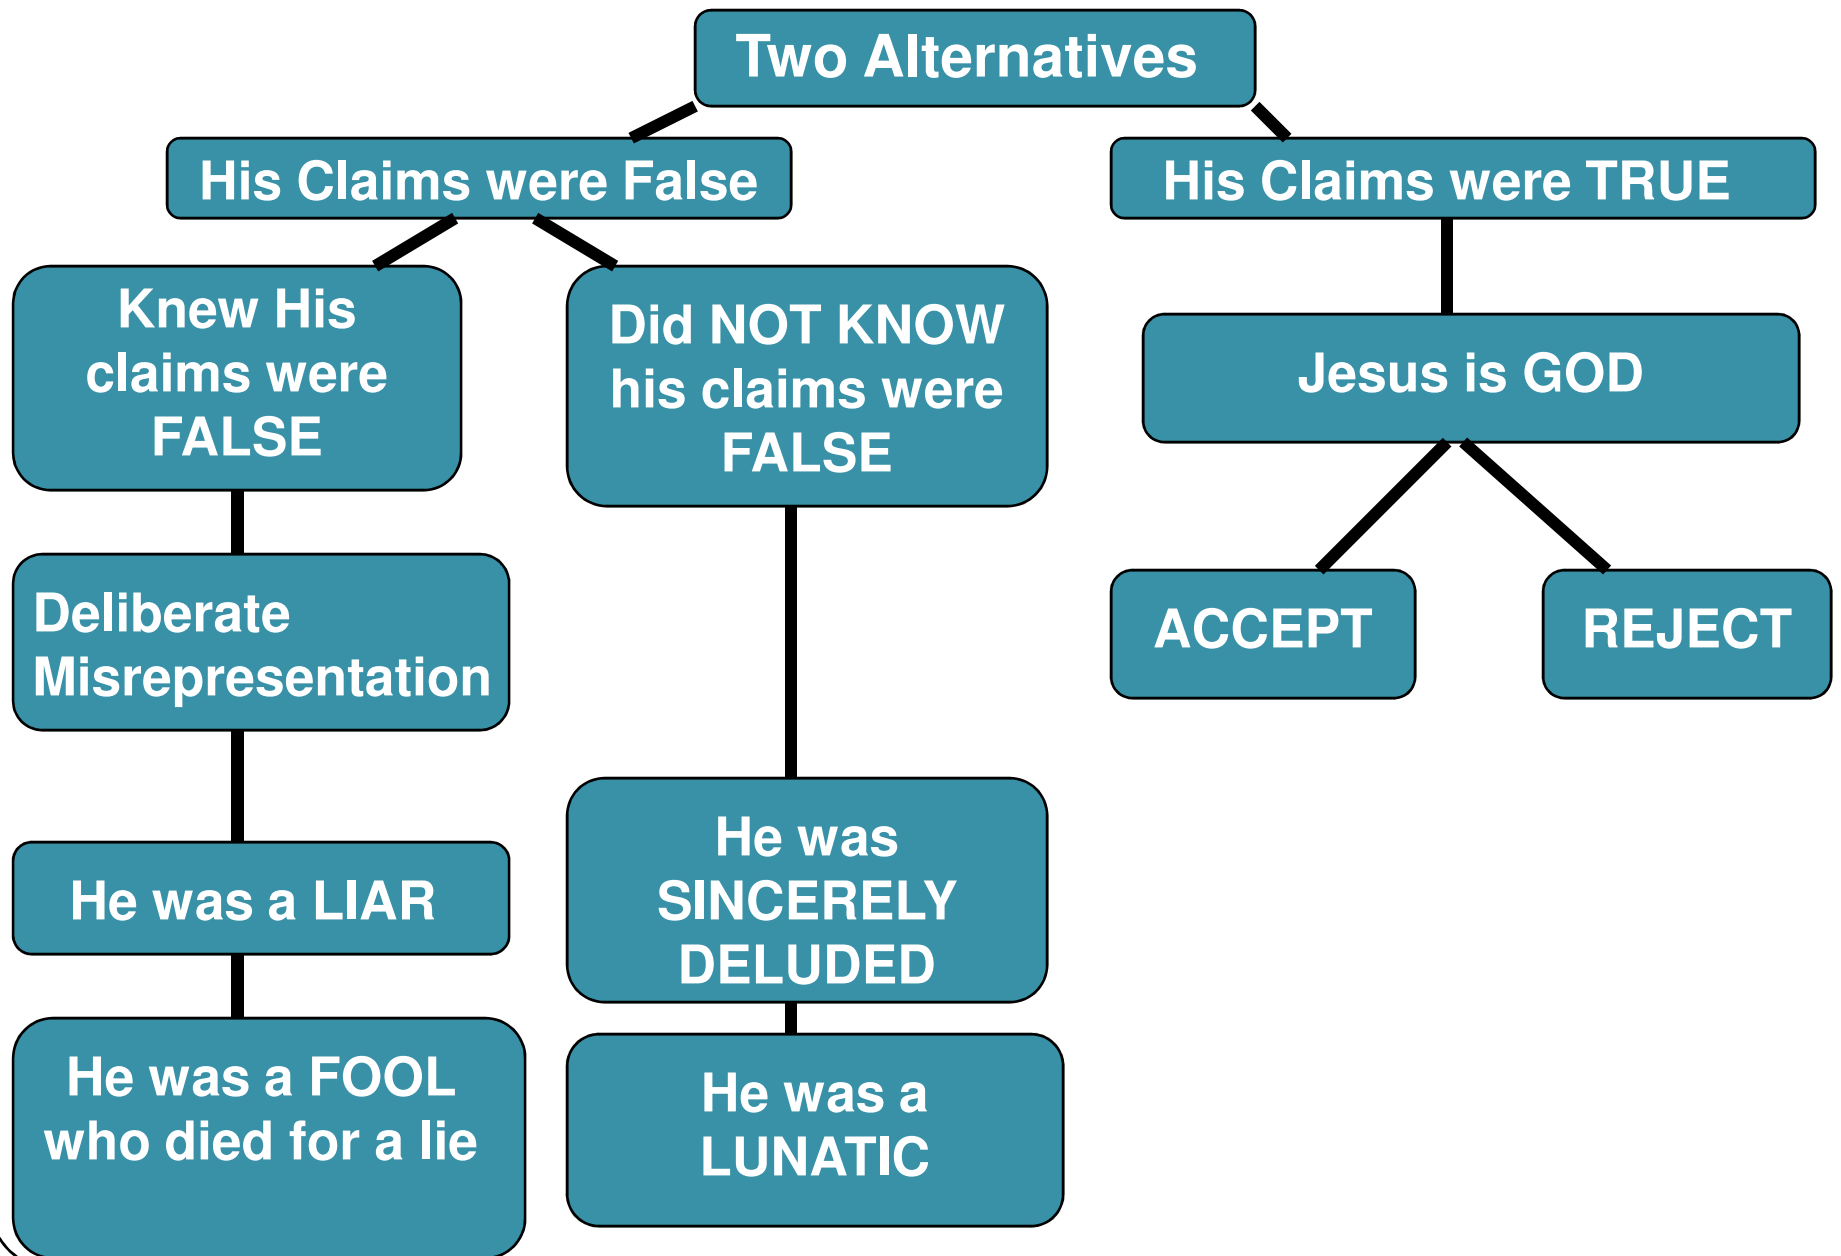 Two Alternatives
His Claims were False
His Claims were TRUE
Knew His
claims were
FALSE
Did NOT KNOW
his claims were
FALSE
Jesus is GOD
Deliberate
Misrepresentation
ACCEPT
REJECT
He was a LIAR
He was
SINCERELY
DELUDED
He was a FOOL
who died for a lie
He was a
LUNATIC